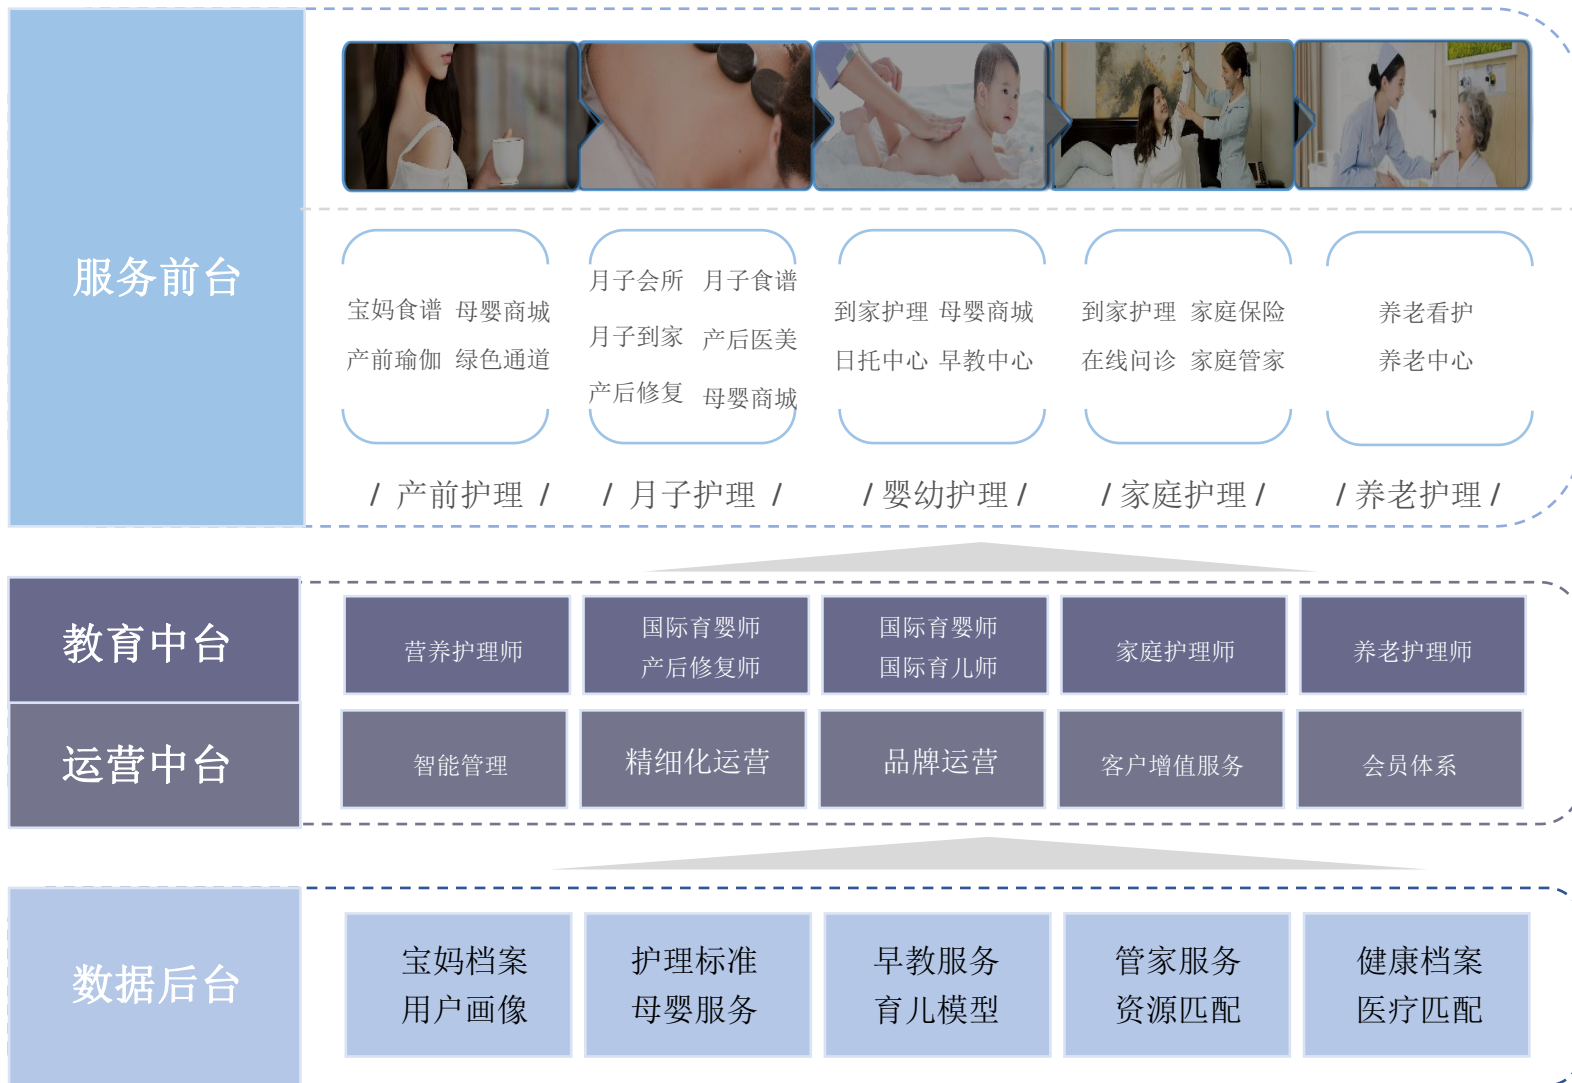 服务前台
宝妈食谱 母婴商城
产前瑜伽 绿色通道
月子会所 月子食谱
月子到家 产后医美
产后修复 母婴商城
到家护理 母婴商城
日托中心 早教中心
到家护理 家庭保险
在线问诊 家庭管家
养老看护
养老中心
/ 产前护理 /
/ 月子护理 /
/ 婴幼护理 /
/ 家庭护理 /
/ 养老护理 /
教育中台
营养护理师
国际育婴师
产后修复师
国际育婴师
国际育儿师
家庭护理师
养老护理师
运营中台
智能管理
精细化运营
品牌运营
客户增值服务
会员体系
数据后台
宝妈档案
用户画像
护理标准
母婴服务
早教服务
育儿模型
管家服务
资源匹配
健康档案
医疗匹配